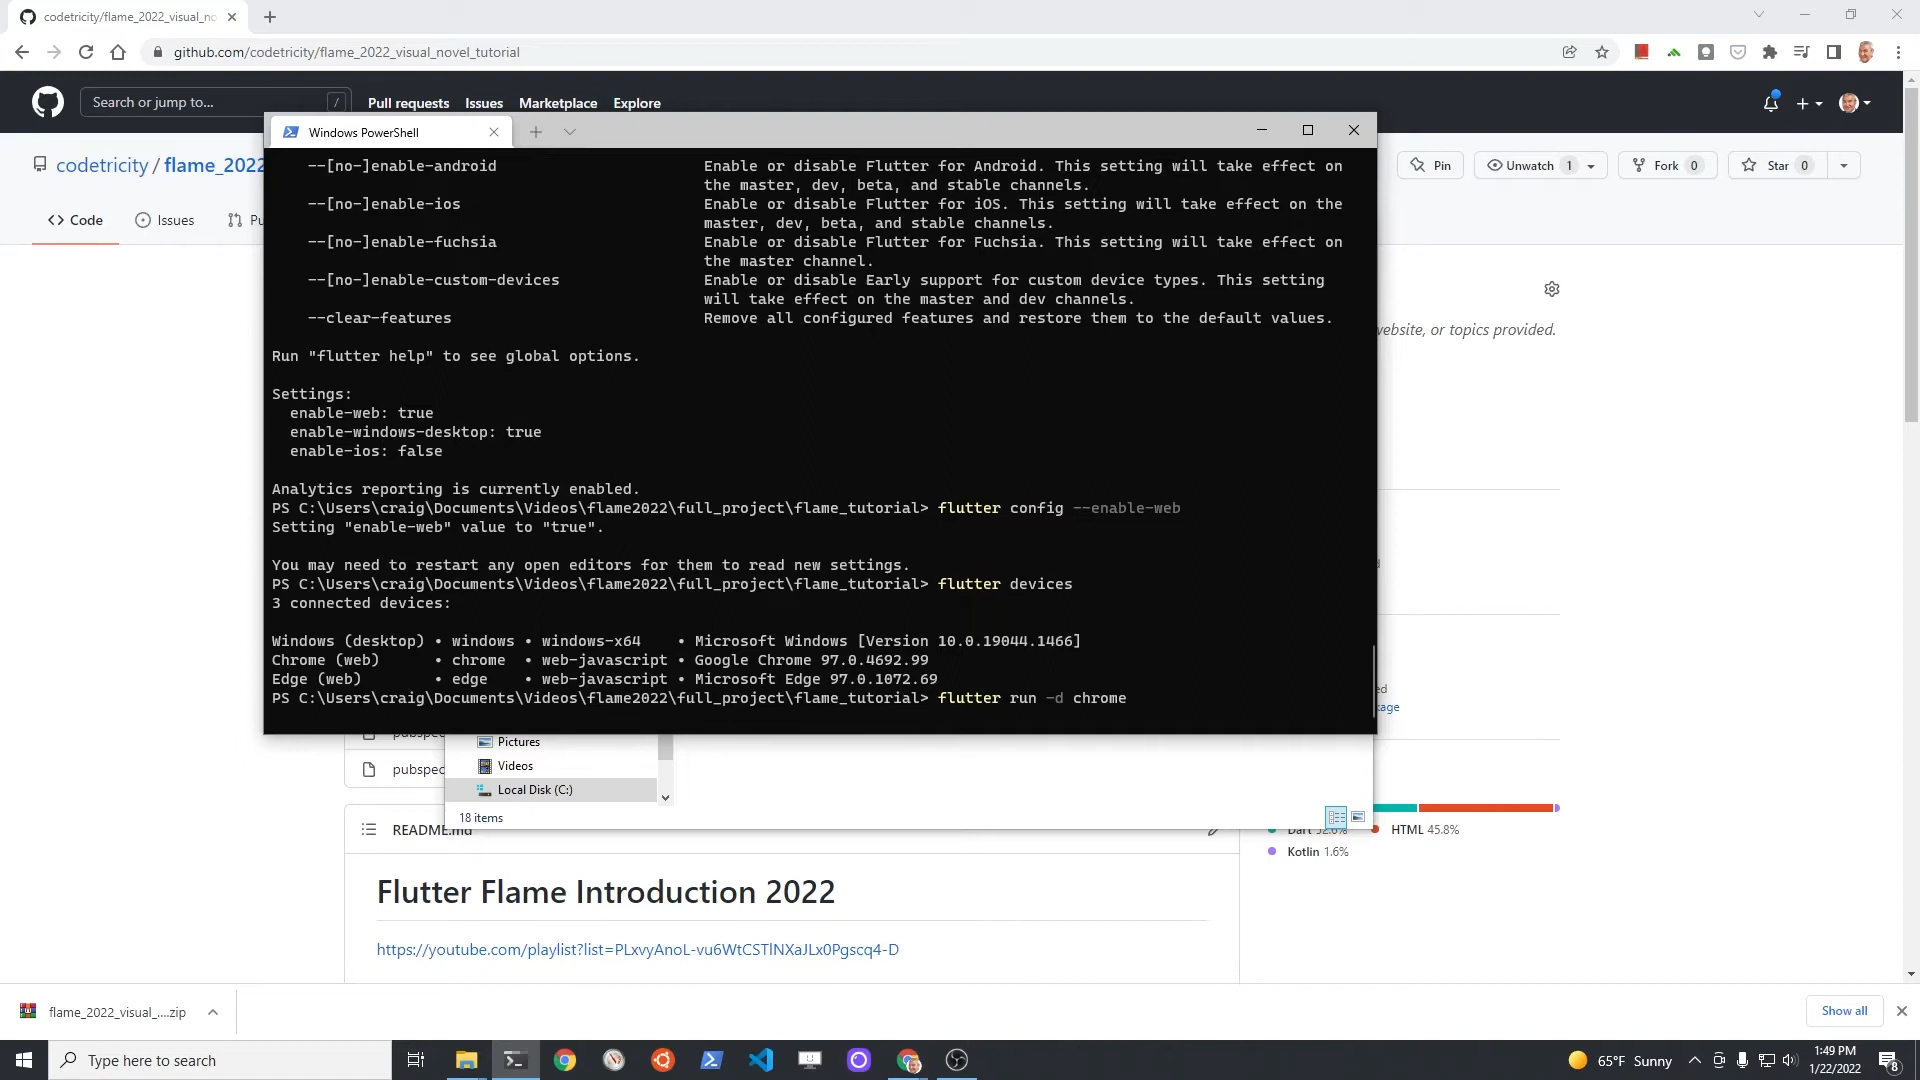 codetricity/flame_2022_visual_no
github.com/codetricity/flame_2022_visual_novel_tutorial
Search or jump to...
/
Pull requests
Issues
Marketplace
Explore
Windows PowerShell
codetricity / flame_2022
Pin
Unwatch 1
Fork 0
Star 0
Code
Issues
Pu
--[no-]enable-android Enable or disable Flutter for Android. This setting will take effect on
the master, dev, beta, and stable channels.
--[no-]enable-ios Enable or disable Flutter for iOS. This setting will take effect on the
master, dev, beta, and stable channels.
--[no-]enable-fuchsia Enable or disable Flutter for Fuchsia. This setting will take effect on
the master channel.
--[no-]enable-custom-devices Enable or disable Early support for custom device types. This setting
will take effect on the master and dev channels.
--clear-features Remove all configured features and restore them to the default values.
website, or topics provided.
Run "flutter help" to see global options.
Settings:
enable-web: true
enable-windows-desktop: true
enable-ios: false
Analytics reporting is currently enabled.
PS C:\Users\craig\Documents\Videos\flame2022\full_project\flame_tutorial> flutter config --enable-web
Setting "enable-web" value to "true".
You may need to restart any open editors for them to read new settings.
PS C:\Users\craig\Documents\Videos\flame2022\full_project\flame_tutorial> flutter devices
3 connected devices:
Windows (desktop) • windows • windows-x64 • Microsoft Windows [Version 10.0.19044.1466]
Chrome (web) • chrome • web-javascript • Google Chrome 97.0.4692.99
Edge (web) • edge • web-javascript • Microsoft Edge 97.0.1072.69
PS C:\Users\craig\Documents\Videos\flame2022\full_project\flame_tutorial> flutter run -d chrome
ed
kage
pubspec
Pictures
Videos
pubspec
Local Disk (C:)
18 items
README.md
Dart 52.6%
HTML 45.8%
Kotlin 1.6%
Flutter Flame Introduction 2022
https://youtube.com/playlist?list=PLxvyAnoL-vu6WtCSTlNXaJLx0Pgscq4-D
flame_2022_visual_....zip
Show all
Type here to search
65°F Sunny
1:49 PM
1/22/2022
8